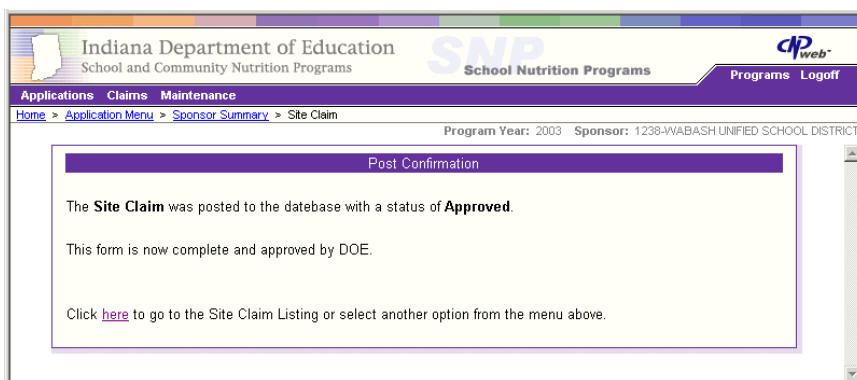 Indiana Department of Education
School and Community Nutrition Programs
SNP
School Nutrition Programs
CNPweb
Programs Logoff
Applications Claims Maintenance
Home > Application Menu > Sponsor Summary > Site Claim
Program Year: 2003 Sponsor: 1238-WABASH UNIFIED SCHOOL DISTRICT
Post Confirmation
The Site Claim was posted to the datebase with a status of Approved.
This form is now complete and approved by DOE.
Click here to go to the Site Claim Listing or select another option from the menu above.